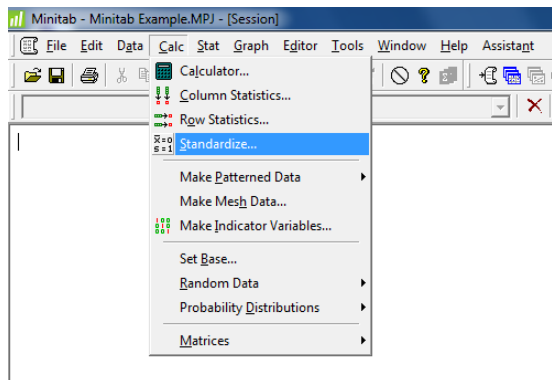 Minitab - Minitab Example.MPJ - [Session]
File Edit Data Calc Stat Graph Editor Tools Window Help Assistant
Calculator...
Column Statistics...
Row Statistics...
Standardize...
Make Patterned Data
Make Mesh Data...
Make Indicator Variables...
Set Base...
Random Data
Probability Distributions
Matrices